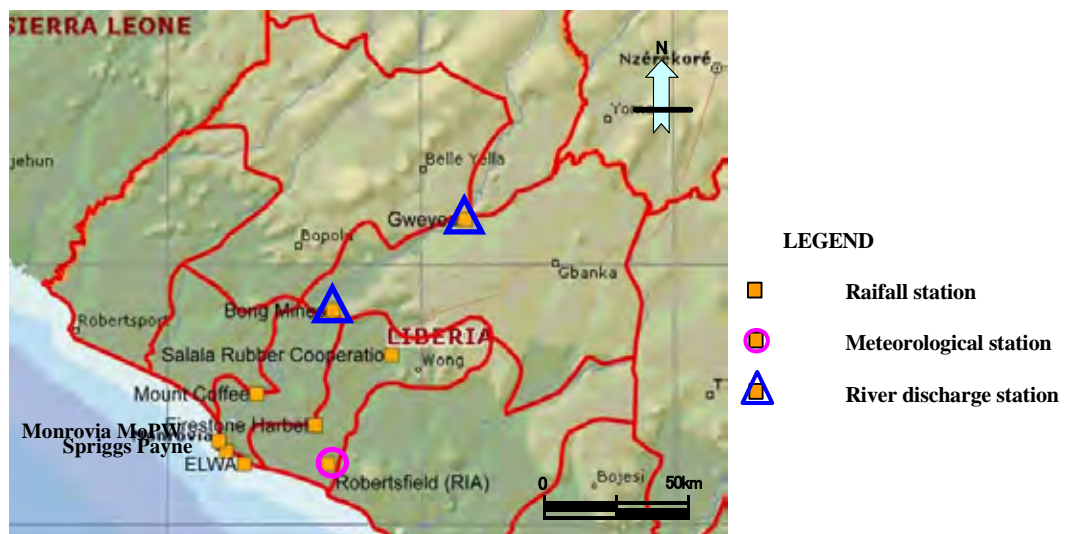 SIERRA LEONE
N
Nzérékoré
jehun
Belle Yella
Gweyo
Bopolu
Gbanka
LEGEND
Raifall station
Bong Mine
Robertsport
LIBERIA
Salala Rubber Cooperatio
Wong
Meteorological station
Mount Coffee
River discharge station
Firestone Harbel
Monrovia MoPW
Monrovia
Spriggs Payne
ELWA
Robertsfield (RIA)
Bojesi
0 50km